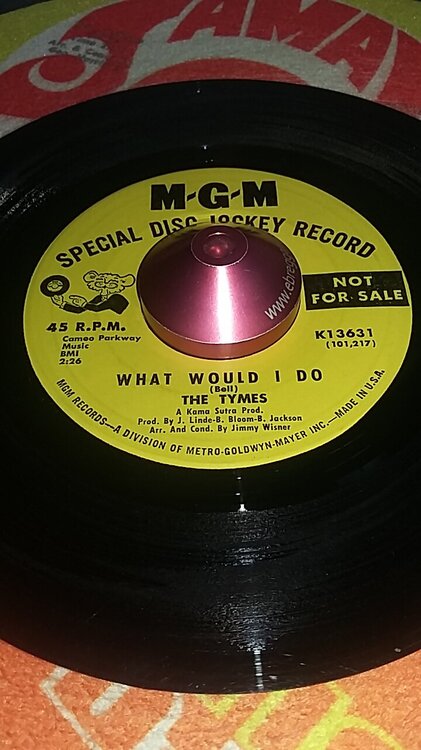 AMA
M-G-M
SPECIAL DISC JOCKEY RECORD
NOT
FOR SALE
45 R.P.M.
Cameo Parkway
Music
BMI
2:26
K13631
(101,217)
WHAT WOULD I DO
(Bell)
THE TYMES
A Kama Sutra Prod.
Prod. By J. Linde-B. Bloom-B. Jackson
Arr. And Cond. By Jimmy Wisner
MGM RECORDS—A DIVISION OF METRO-GOLDWYN-MAYER INC.—MADE IN U.S.A.